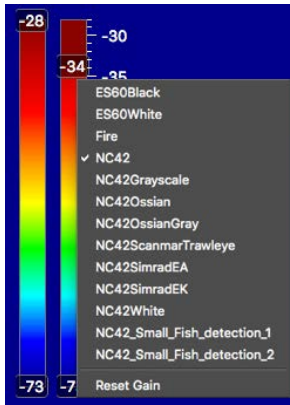 -28
-30
-34
-35
ES60Black
ES60White
Fire
✓ NC42
NC42Grayscale
NC42Ossian
NC42OssianGray
NC42ScanmarTrawleye
NC42SimradEA
NC42SimradEK
NC42White
NC42_Small_Fish_detection_1
NC42_Small_Fish_detection_2
-73 -7
Reset Gain